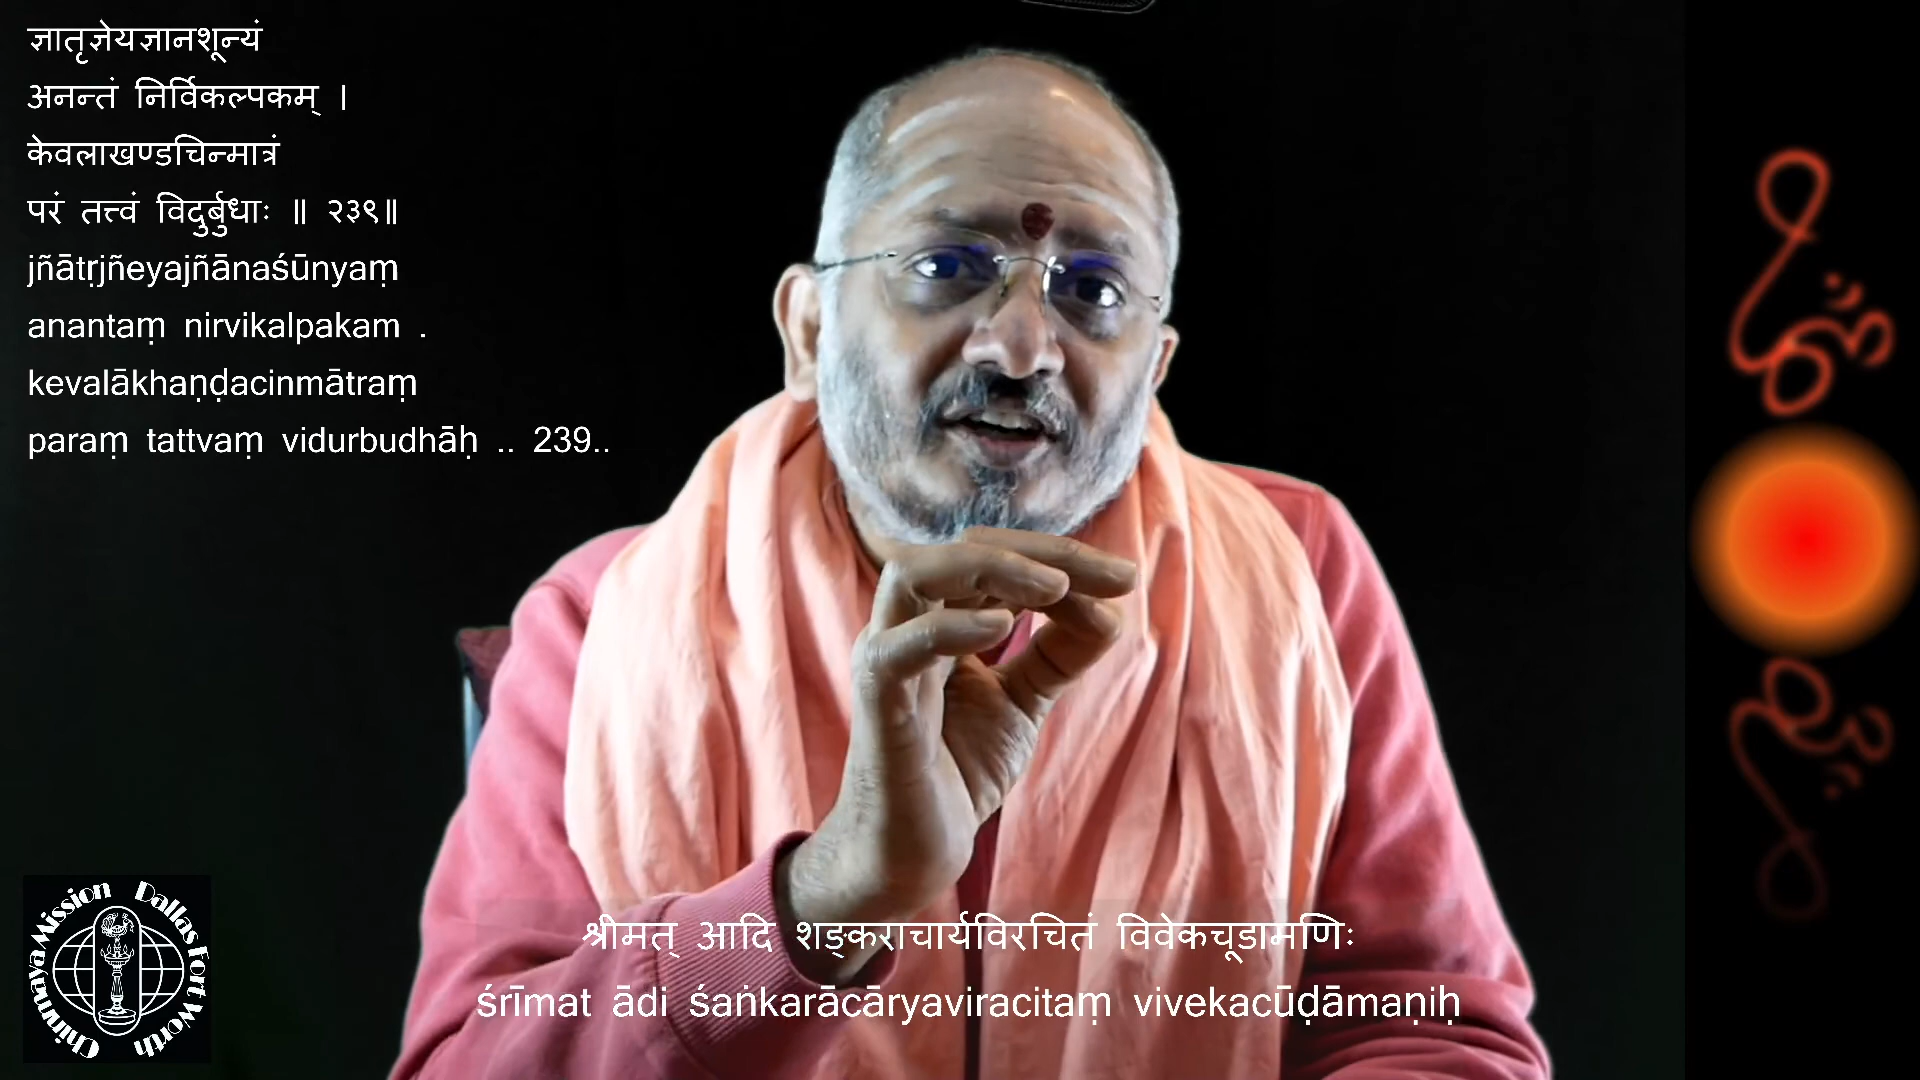 ज्ञातृज्ञेयज्ञानशून्यं
अनन्तं निर्विकल्पकम् ।
केवलाखण्डचिन्मात्रं
परं तत्त्वं विदुर्बुधाः ॥ २३९॥
jñātṛjñeyajñānaśūnyaṃ
anantaṃ nirvikalpakam .
kevalākhaṇḍacinmātraṃ
paraṃ tattvaṃ vidurbudhāḥ .. 239..
Chinmaya Mission Dallas Fort Worth
श्रीमत् आदि शङ्कराचार्यविरचितं विवेकचूडामणिः
śrīmat ādi śaṅkarācāryaviracitaṃ vivekacūḍāmaṇiḥ